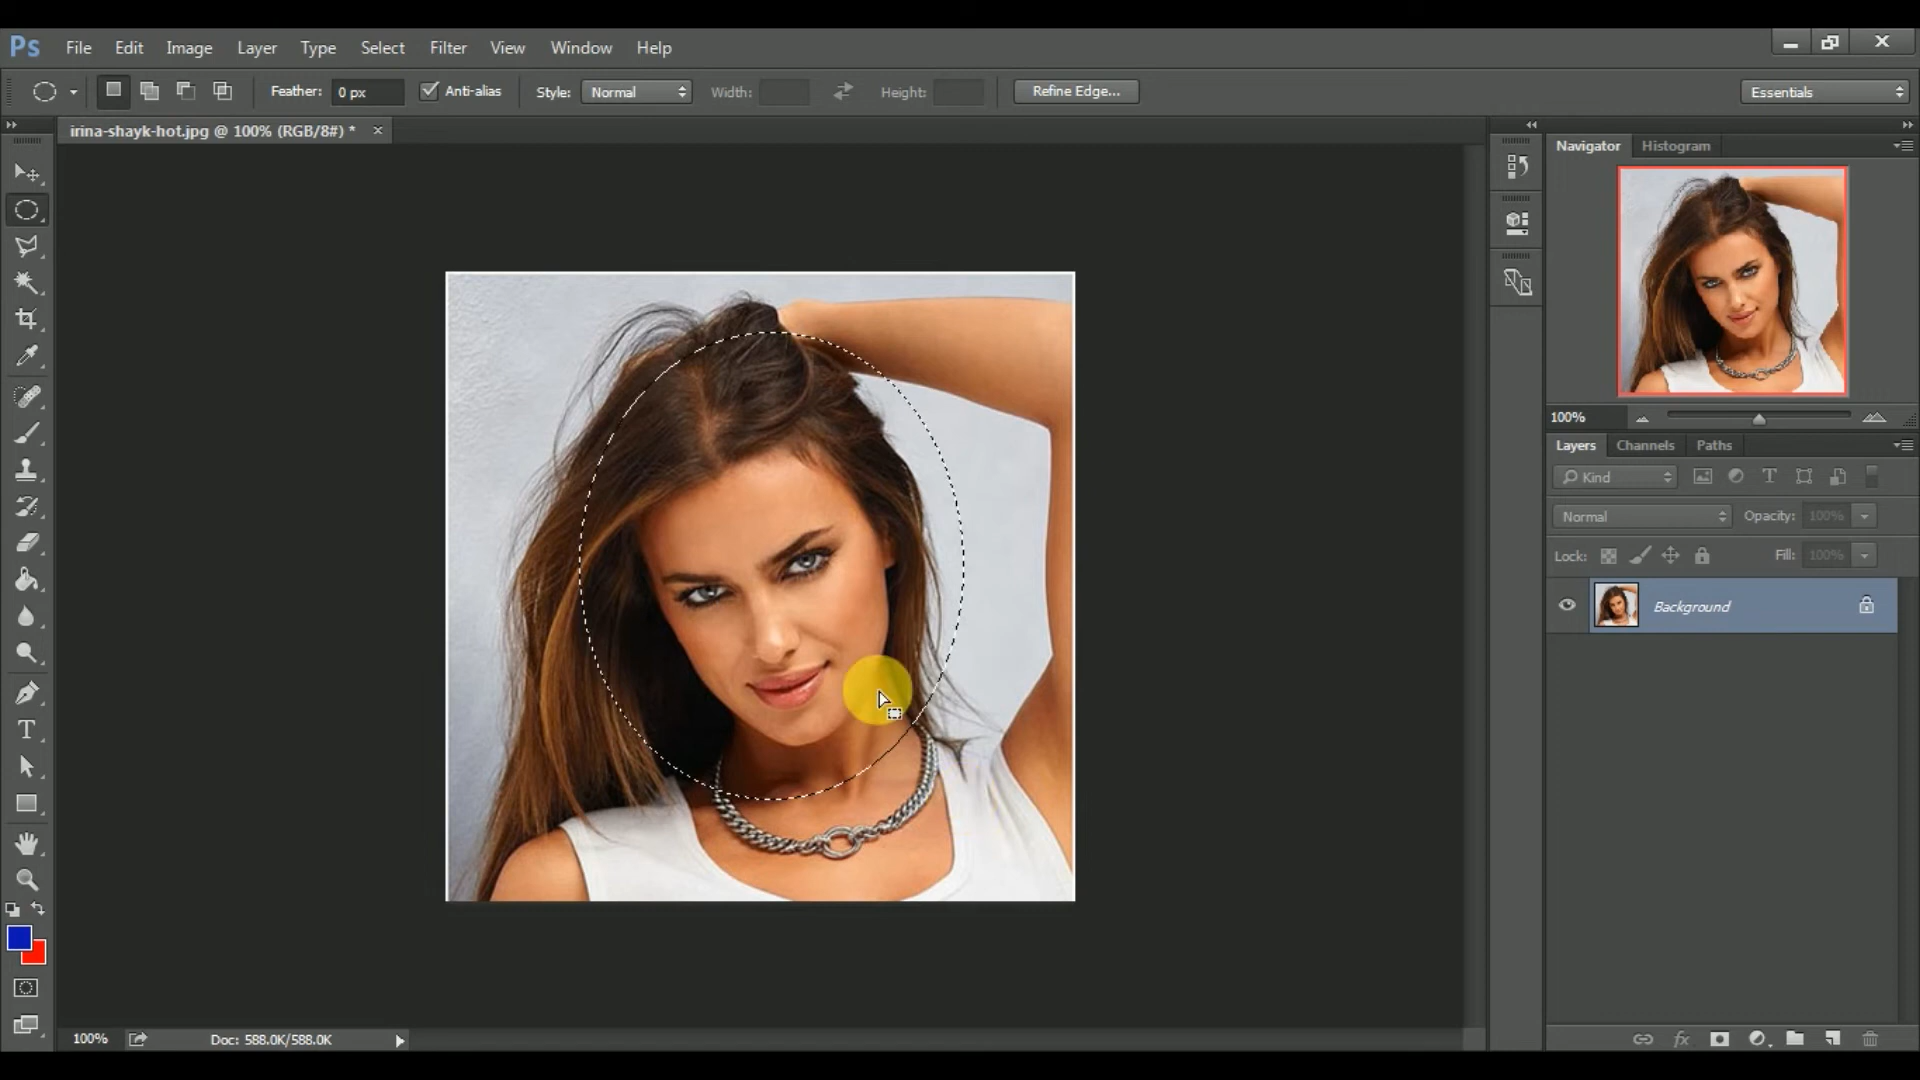 Ps File Edit Image Layer Type Select Filter View Window Help
Feather: 0 px Anti-alias Style: Normal Width: Height: Refine Edge... Essentials
irina-shayk-hot.jpg @ 100% (RGB/8#) * ×
Navigator Histogram
100%
Layers Channels Paths
Kind
Normal Opacity: 100%
Lock: Fill: 100%
Background
T
100% Doc: 588.0K/588.0K
fx